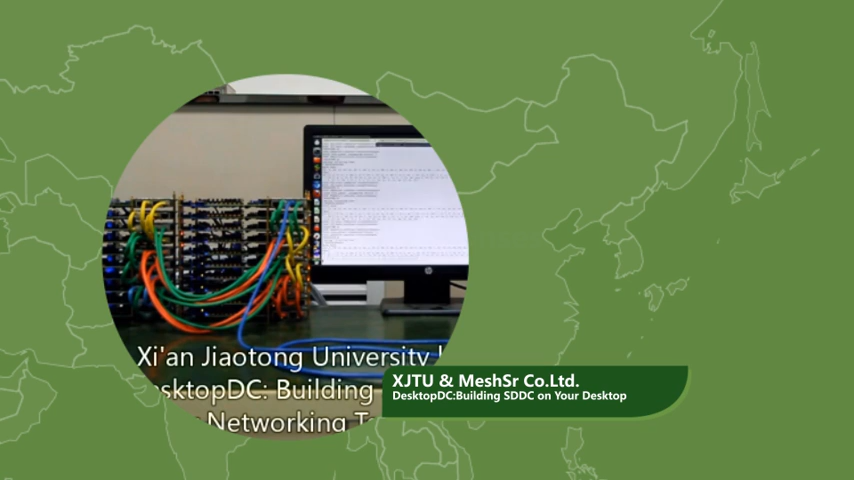 Xi'an Jiaotong University
sktopDC: Building
Networking
XJTU & MeshSr Co.Ltd.
DesktopDC:Building SDDC on Your Desktop